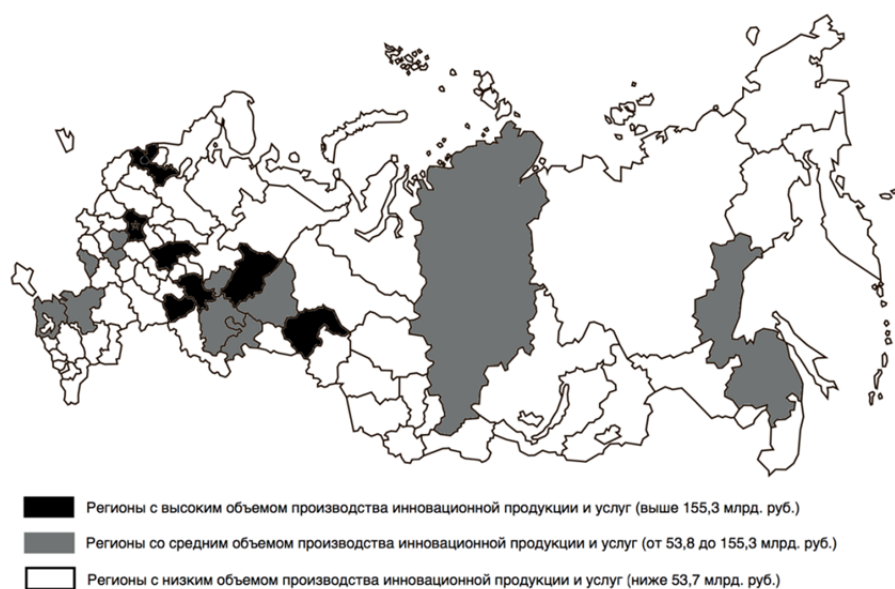 Регионы с высоким объемом производства инновационной продукции и услуг (выше 155,3 млрд. руб.)
Регионы со средним объемом производства инновационной продукции и услуг (от 53,8 до 155,3 млрд. руб.)
Регионы с низким объемом производства инновационной продукции и услуг (ниже 53,7 млрд. руб.)